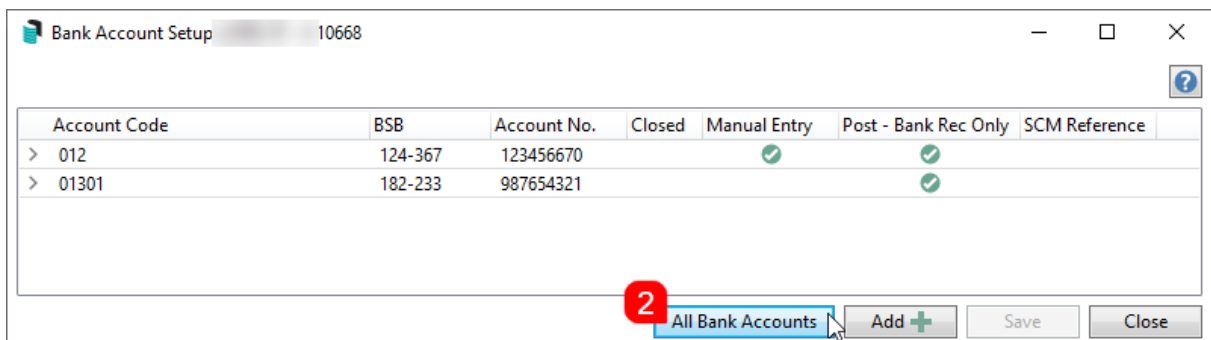 Bank Account Setup 10668
Account Code BSB Account No. Closed Manual Entry Post - Bank Rec Only SCM Reference
012 124-367 123456670
01301 182-233 987654321
2
All Bank Accounts Add Save Close